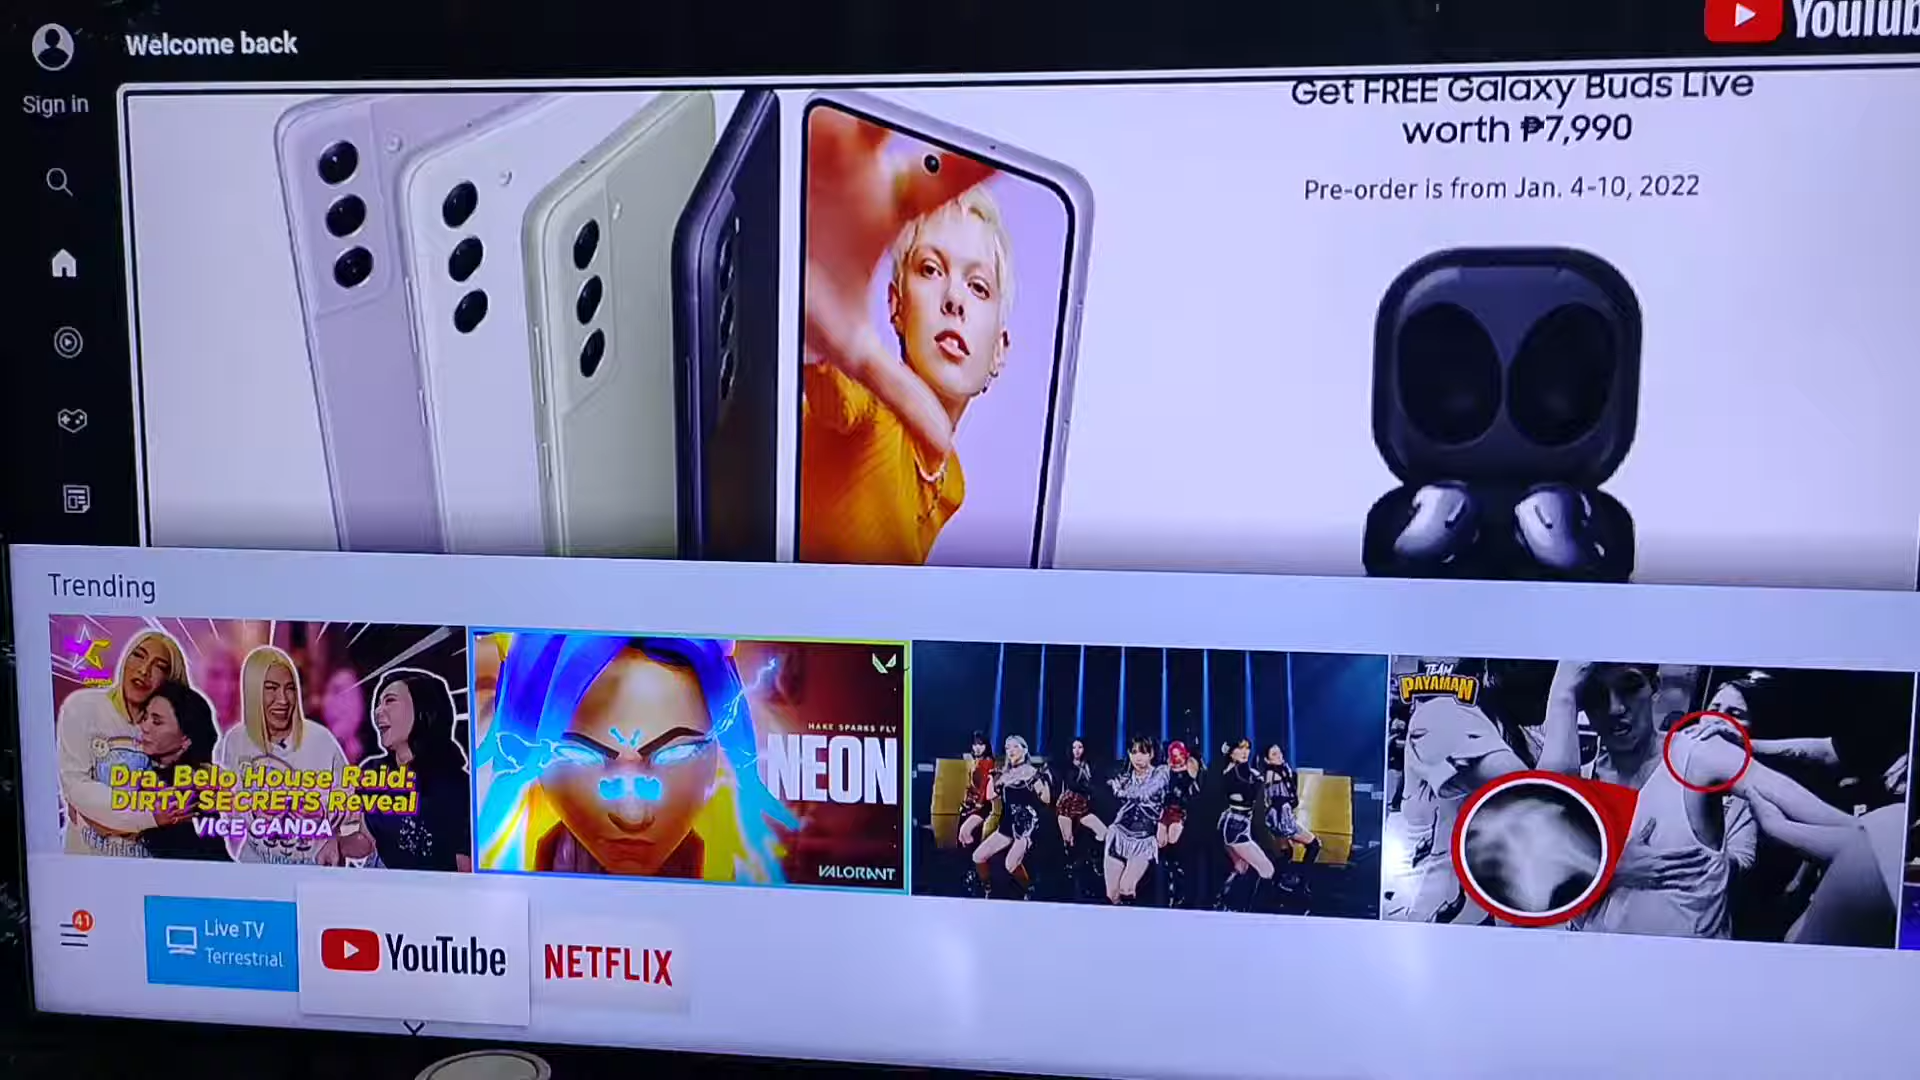 Welcome back
YouTub
Sign in
Get FREE Galaxy Buds Live
worth ₱7,990
Pre-order is from Jan. 4-10, 2022
Trending
Dra. Belo House Raid:
DIRTY SECRETS Reveal
VICE GANDA
MAKE SPARKS FLY
NEON
VALORANT
TEAM
PAYAMAN
41
Live TV
Terrestrial
YouTube
NETFLIX